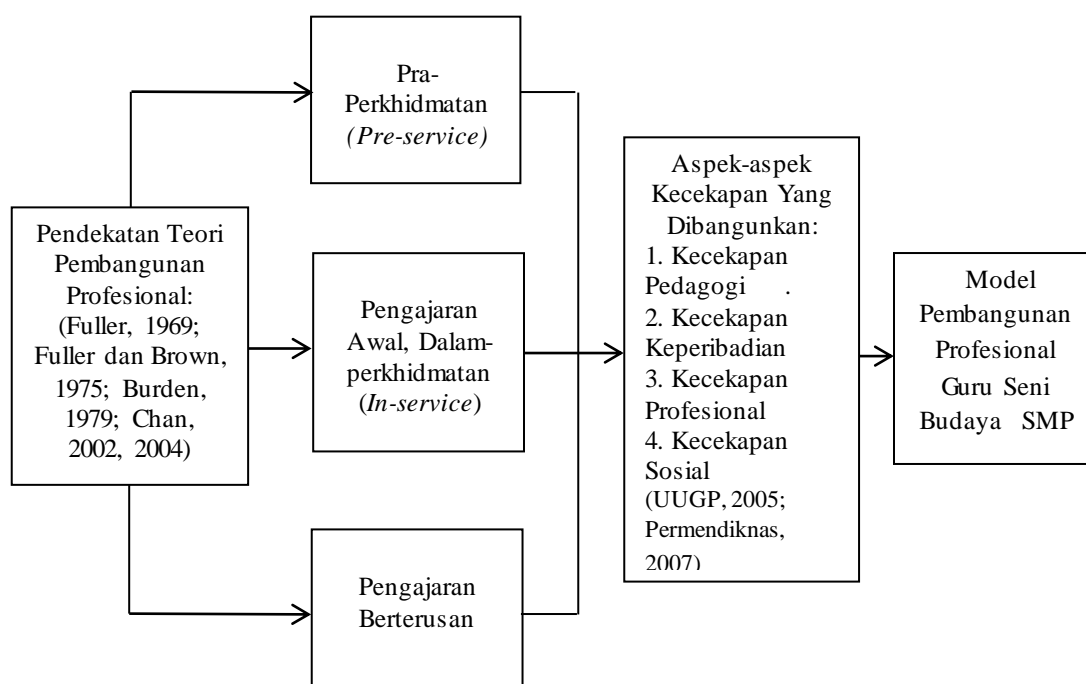 Pendekatan Teori
Pembangunan
Profesional:
(Fuller, 1969;
Fuller dan Brown,
1975; Burden,
1979; Chan,
2002, 2004)
Pra-
Perkhidmatan
(Pre-service)
Pengajaran
Awal, Dalam-
perkhidmatan
(In-service)
Pengajaran
Berterusan
Aspek-aspek
Kecekapan Yang
Dibangunkan:
1. Kecekapan
Pedagogi .
2. Kecekapan
Keperibadian
3. Kecekapan
Profesional
4. Kecekapan
Sosial
(UUGP, 2005;
Permendiknas,
2007)
Model
Pembangunan
Profesional
Guru Seni
Budaya SMP